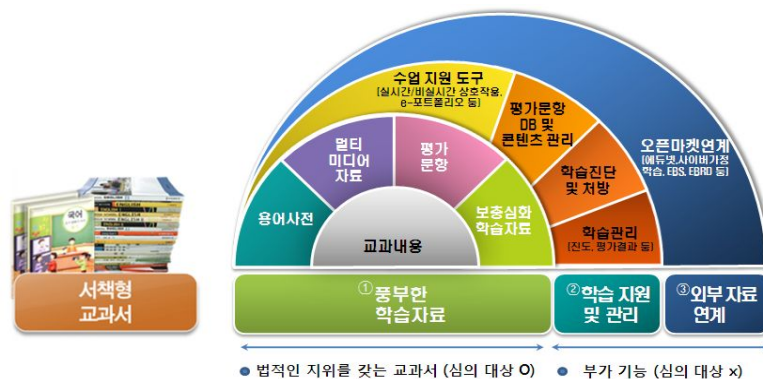 수업 지원 도구
[실시간/비실시간 상호작용,
e-포트폴리오 등]
평가문항
DB 및
콘텐츠 관리
오픈마켓연계
[에듀넷,사이버가정
학습, EBS, EBRD 등]
멀티
미디어
자료
평가
문항
학습진단
및 처방
용어사전
보충심화
학습자료
학습관리
[진도, 평가결과 등]
교과내용
국어
서책형
교과서
①풍부한
학습자료
②학습 지원
및 관리
③외부 자료
연계
● 법적인 지위를 갖는 교과서 (심의 대상 O)
● 부가 기능 (심의 대상 x)